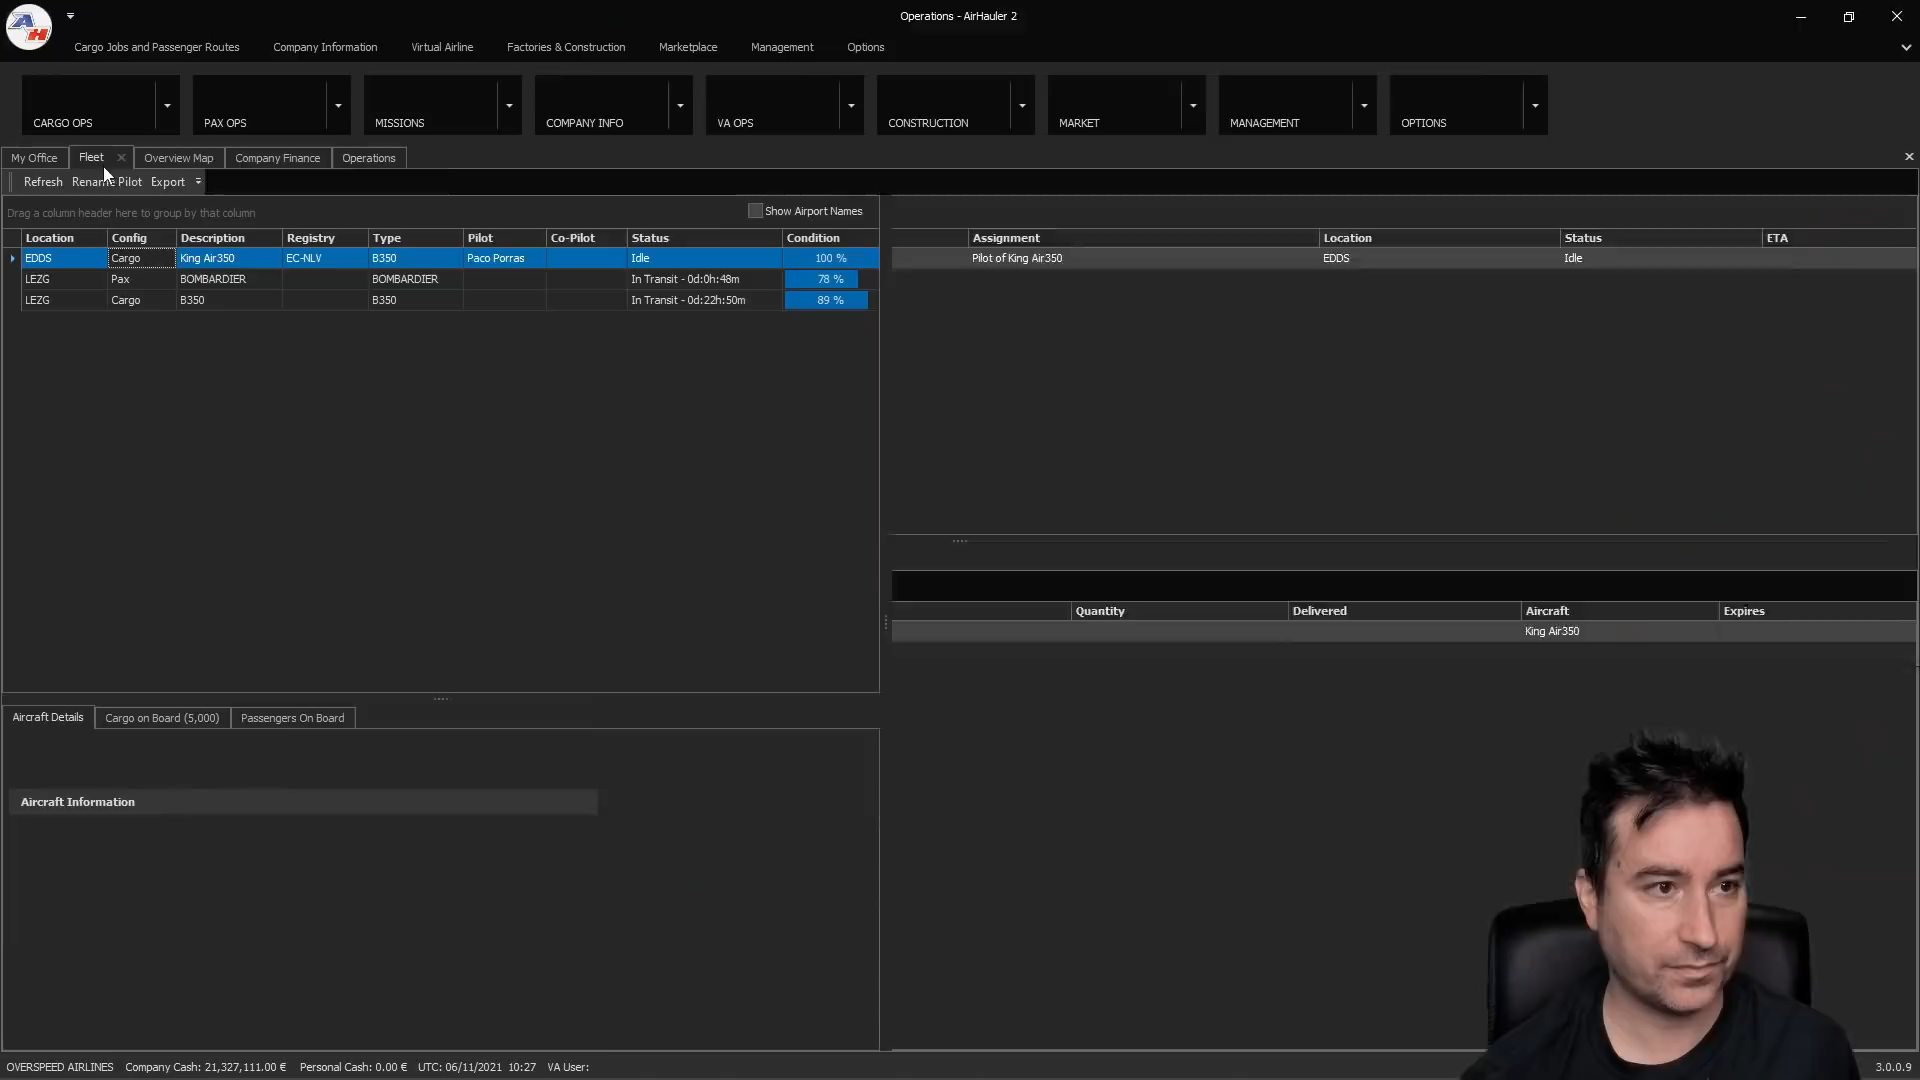 Operations - AirHauler 2
Cargo Jobs and Passenger Routes Company Information Virtual Airline Factories & Construction Marketplace Management Options
CARGO OPS PAX OPS MISSIONS COMPANY INFO VA OPS CONSTRUCTION MARKET MANAGEMENT OPTIONS
My Office Fleet Overview Map Company Finance Operations
Refresh Rename Pilot Export
Drag a column header here to group by that column Show Airport Names
Location Config Description Registry Type Pilot Co-Pilot Status Condition
EDDS Cargo King Air350 EC-NLV B350 Paco Porras Idle 100 %
LEZG Pax BOMBARDIER BOMBARDIER In Transit - 0d:0h:48m 78 %
LEZG Cargo B350 B350 In Transit - 0d:22h:50m 89 %
Assignment Location Status ETA
Pilot of King Air350 EDDS Idle
Quantity Delivered Aircraft Expires
King Air350
Aircraft Details Cargo on Board (5,000) Passengers On Board
Aircraft Information
OVERSPEED AIRLINES Company Cash: 21,327,111.00 € Personal Cash: 0.00 € UTC: 06/11/2021 10:27 VA User: 3.0.0.9